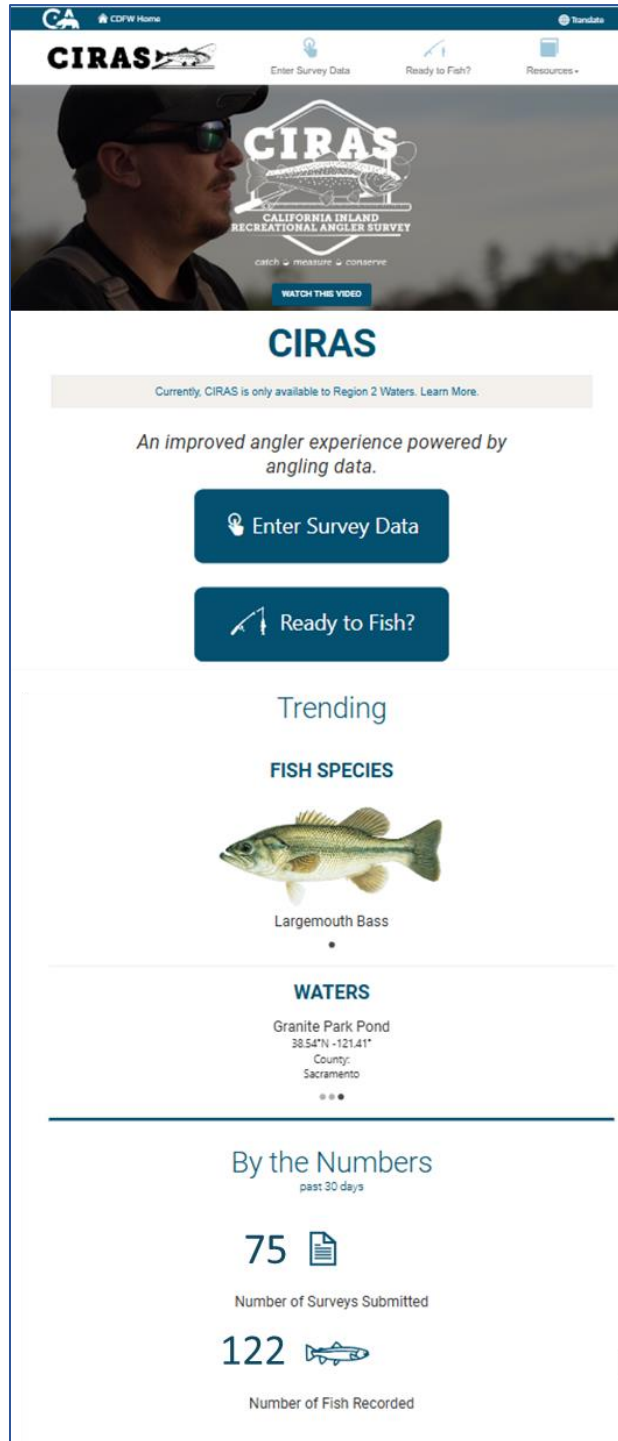 CA CDFW Home Translate
CIRAS Enter Survey Data Ready to Fish? Resources
CIRAS
CALIFORNIA INLAND
RECREATIONAL ANGLER SURVEY
catch measure conserve
WATCH THIS VIDEO
CIRAS
Currently, CIRAS is only available to Region 2 Waters. Learn More.
An improved angler experience powered by
angling data.
Enter Survey Data
Ready to Fish?
Trending
FISH SPECIES
Largemouth Bass
WATERS
Granite Park Pond
38.54°N -121.41°
County:
Sacramento
By the Numbers
past 30 days
75
Number of Surveys Submitted
122
Number of Fish Recorded